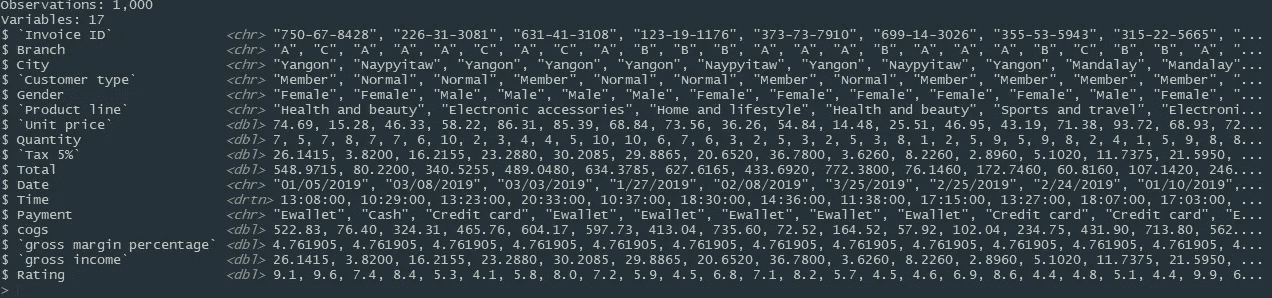 Observations: 1,000
Variables: 17
$ `Invoice ID` <chr> "750-67-8428", "226-31-3081", "631-41-3108", "123-19-1176", "373-73-7910", "699-14-3026", "355-53-5943", "315-22-5665", "...
$ Branch <chr> "A", "C", "A", "A", "A", "C", "A", "C", "A", "B", "B", "B", "A", "A", "A", "B", "A", "A", "A", "B", "C", "B", "B", "A", "...
$ City <chr> "Yangon", "Naypyitaw", "Yangon", "Yangon", "Yangon", "Naypyitaw", "Yangon", "Naypyitaw", "Yangon", "Mandalay", "Mandalay"...
$ `Customer type` <chr> "Member", "Normal", "Normal", "Member", "Normal", "Normal", "Member", "Normal", "Member", "Member", "Member", "Member", "...
$ Gender <chr> "Female", "Female", "Male", "Male", "Male", "Male", "Female", "Female", "Female", "Female", "Female", "Male", "Female", "...
$ `Product line` <chr> "Health and beauty", "Electronic accessories", "Home and lifestyle", "Health and beauty", "Sports and travel", "Electroni...
$ `Unit price` <dbl> 74.69, 15.28, 46.33, 58.22, 86.31, 85.39, 68.84, 73.56, 36.26, 54.84, 14.48, 25.51, 46.95, 43.19, 71.38, 93.72, 68.93, 72...
$ Quantity <dbl> 7, 5, 7, 8, 7, 7, 6, 10, 2, 3, 4, 4, 5, 10, 10, 6, 7, 6, 3, 2, 5, 3, 2, 5, 3, 8, 1, 2, 5, 9, 5, 9, 8, 2, 4, 1, 5, 9, 8, 8...
$ `Tax 5%` <dbl> 26.1415, 3.8200, 16.2155, 23.2880, 30.2085, 29.8865, 20.6520, 36.7800, 3.6260, 8.2260, 2.8960, 5.1020, 11.7375, 21.5950, ...
$ Total <dbl> 548.9715, 80.2200, 340.5255, 489.0480, 634.3785, 627.6165, 433.6920, 772.3800, 76.1460, 172.7460, 60.8160, 107.1420, 246....
$ Date <chr> "01/05/2019", "03/08/2019", "03/03/2019", "1/27/2019", "02/08/2019", "3/25/2019", "2/25/2019", "2/24/2019", "01/10/2019",...
$ Time <drtn> 13:08:00, 10:29:00, 13:23:00, 20:33:00, 10:37:00, 18:30:00, 14:36:00, 11:38:00, 17:15:00, 13:27:00, 18:07:00, 17:03:00, ...
$ Payment <chr> "Ewallet", "Cash", "Credit card", "Ewallet", "Ewallet", "Ewallet", "Ewallet", "Ewallet", "Credit card", "Credit card", "E...
$ cogs <dbl> 522.83, 76.40, 324.31, 465.76, 604.17, 597.73, 413.04, 735.60, 72.52, 164.52, 57.92, 102.04, 234.75, 431.90, 713.80, 562....
$ `gross margin percentage` <dbl> 4.761905, 4.761905, 4.761905, 4.761905, 4.761905, 4.761905, 4.761905, 4.761905, 4.761905, 4.761905, 4.761905, 4.761905, 4...
$ `gross income` <dbl> 26.1415, 3.8200, 16.2155, 23.2880, 30.2085, 29.8865, 20.6520, 36.7800, 3.6260, 8.2260, 2.8960, 5.1020, 11.7375, 21.5950, ...
$ Rating <dbl> 9.1, 9.6, 7.4, 8.4, 5.3, 4.1, 5.8, 8.0, 7.2, 5.9, 4.5, 6.8, 7.1, 8.2, 5.7, 4.5, 4.6, 6.9, 8.6, 4.4, 4.8, 5.1, 4.4, 9.9, 6...
>